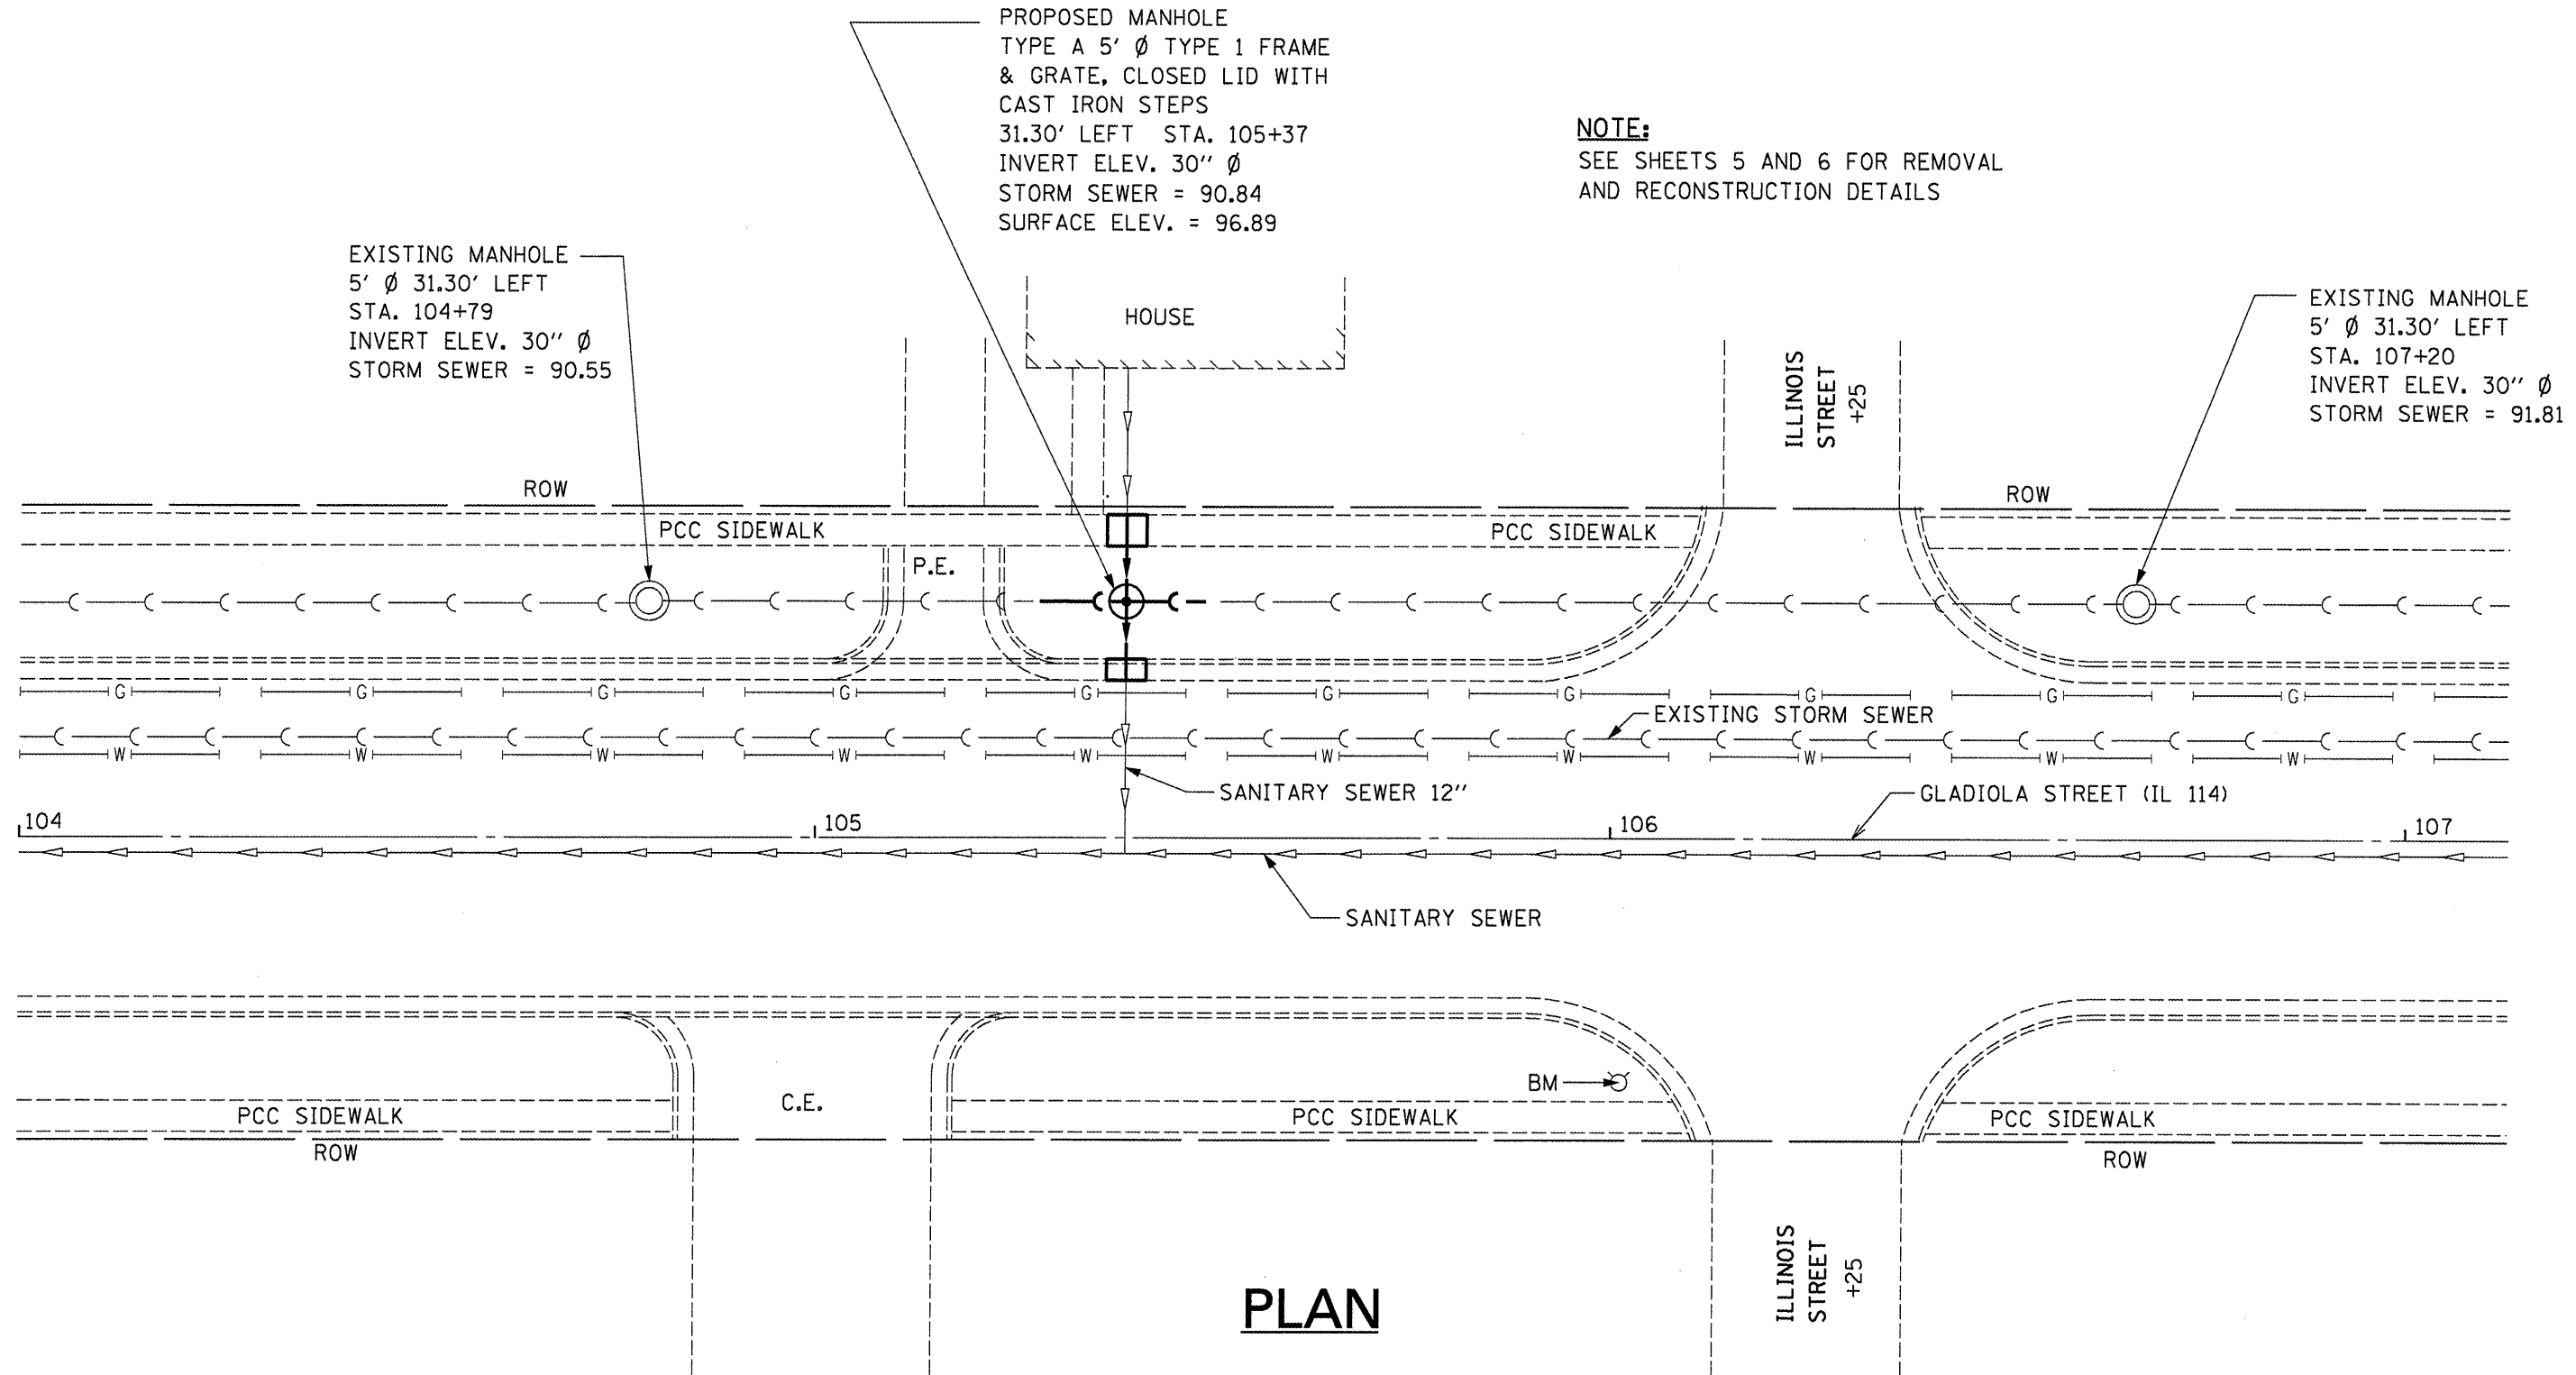 PROPOSED MANHOLE
TYPE A 5' Ø TYPE 1 FRAME
& GRATE, CLOSED LID WITH
CAST IRON STEPS
31.30' LEFT STA. 105+37
INVERT ELEV. 30'' Ø
STORM SEWER = 90.84
SURFACE ELEV. = 96.89
NOTE:
SEE SHEETS 5 AND 6 FOR REMOVAL
AND RECONSTRUCTION DETAILS
EXISTING MANHOLE
5' Ø 31.30' LEFT
STA. 104+79
INVERT ELEV. 30'' Ø
STORM SEWER = 90.55
HOUSE
ILLINOIS
STREET
+25
EXISTING MANHOLE
5' Ø 31.30' LEFT
STA. 107+20
INVERT ELEV. 30'' Ø
STORM SEWER = 91.81
ROW
ROW
PCC SIDEWALK
PCC SIDEWALK
P.E.
G G G G G G G G G G
EXISTING STORM SEWER
W W W W W W W W W W
SANITARY SEWER 12''
GLADIOLA STREET (IL 114)
104 105 106 107
SANITARY SEWER
BM
C.E.
PCC SIDEWALK
PCC SIDEWALK
PCC SIDEWALK
ROW
ROW
ILLINOIS
STREET
+25
PLAN